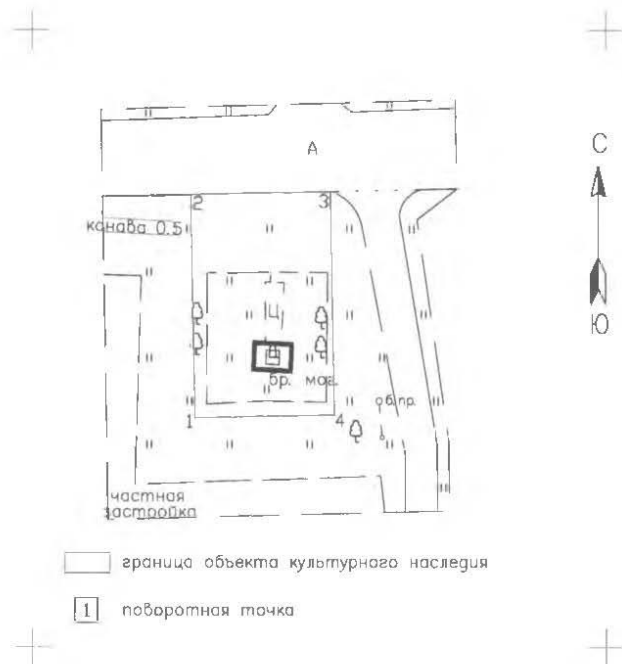 А
С
2
3
канава 0.5
Ц
Ю
бр. мог.
1
4
б.пр.
частная
застройка
граница объекта культурного наследия
1 поворотная точка